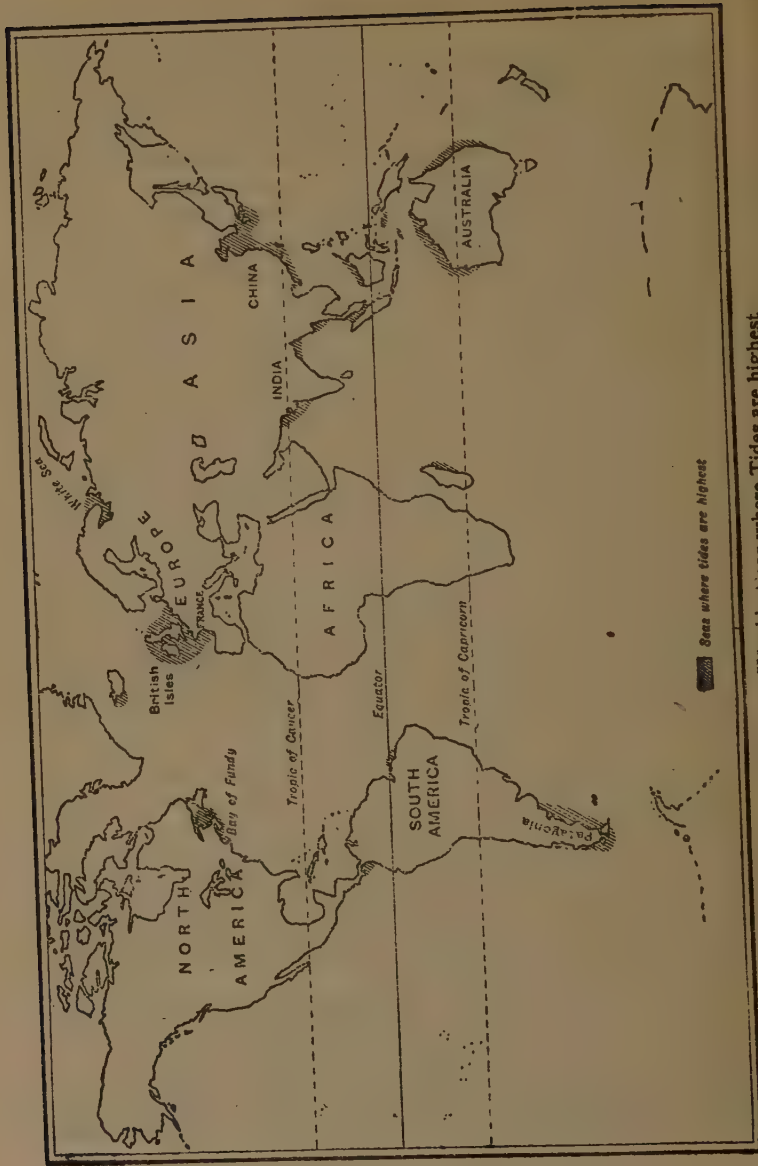 White Sea
EUROPE
ASIA
British
Isles
FRANCE
CHINA
INDIA
NORTH
AMERICA
Bay of Fundy
Tropic of Cancer
AFRICA
Equator
SOUTH
AMERICA
AUSTRALIA
Tropic of Capricorn
Patagonia
Seas where tides are highest
where Tides are highest